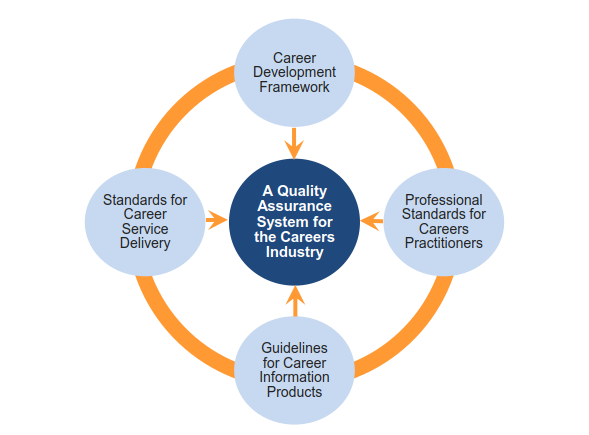 Career
Development
Framework
Standards for
Career
Service
Delivery
A Quality
Assurance
System for
the Careers
Industry
Professional
Standards for
Careers
Practitioners
Guidelines
for Career
Information
Products